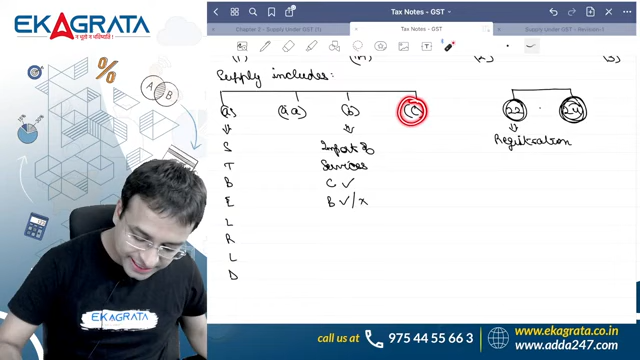 EKAGRATA
Tax Notes - GST
Chapter 2 - Supply Under GST (1)
Tax Notes - GST
Supply Under GST - Revision-1
Supply includes:
(a) (aa) (b) (c) 22 24
S Import of Registration
T Services
B C ✓
E B ✓/x
L
R
L
D
EKAGRATA
call us at 975 44 55 66 3
www.ekagrata.co.in
www.adda247.com
%
A
B